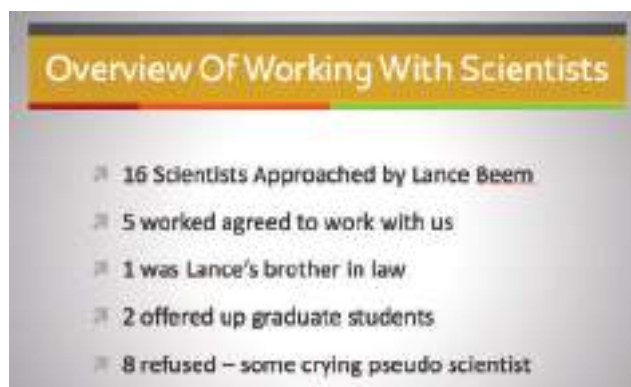 Overview Of Working With Scientists
16 Scientists Approached by Lance Beem
5 worked agreed to work with us
1 was Lance's brother in law
2 offered up graduate students
8 refused – some crying pseudo scientist